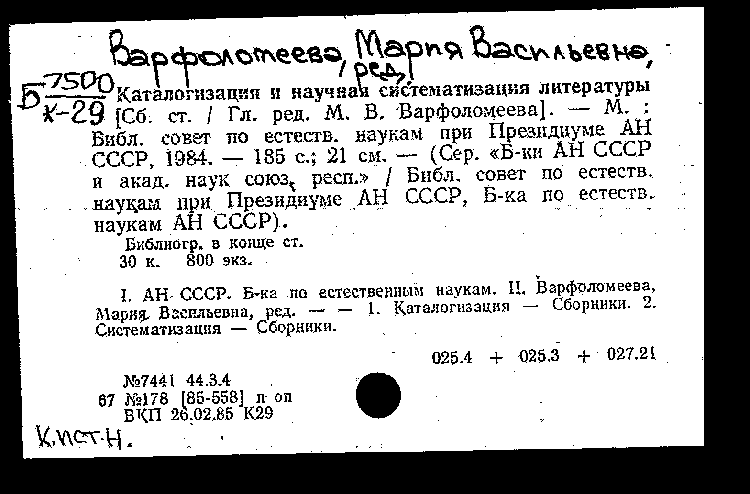 Варфоломеева, Мария Васильевна,
ред.
Б 7500
К-29
Каталогизация и научная систематизация литературы
[Сб. ст. / Гл. ред. М. В. Варфоломеева]. — М. :
Библ. совет по естеств. наукам при Президиуме АН
СССР, 1984. — 185 с.; 21 см. — (Сер. «Б-ки АН СССР
и акад. наук союз. респ.» / Библ. совет по естеств.
наукам при Президиуме АН СССР, Б-ка по естеств.
наукам АН СССР).
Библиогр. в конце ст.
30 к. 800 экз.
I. АН СССР. Б-ка по естественным наукам. II. Варфоломеева,
Мария Васильевна, ред. — — 1. Каталогизация — Сборники. 2.
Систематизация — Сборники.
025.4 + 025.3 + 027.21
№7441 44.3.4
67 №178 [85-558] п оп
ВКП 26.02.85 К29
К.ист.н.